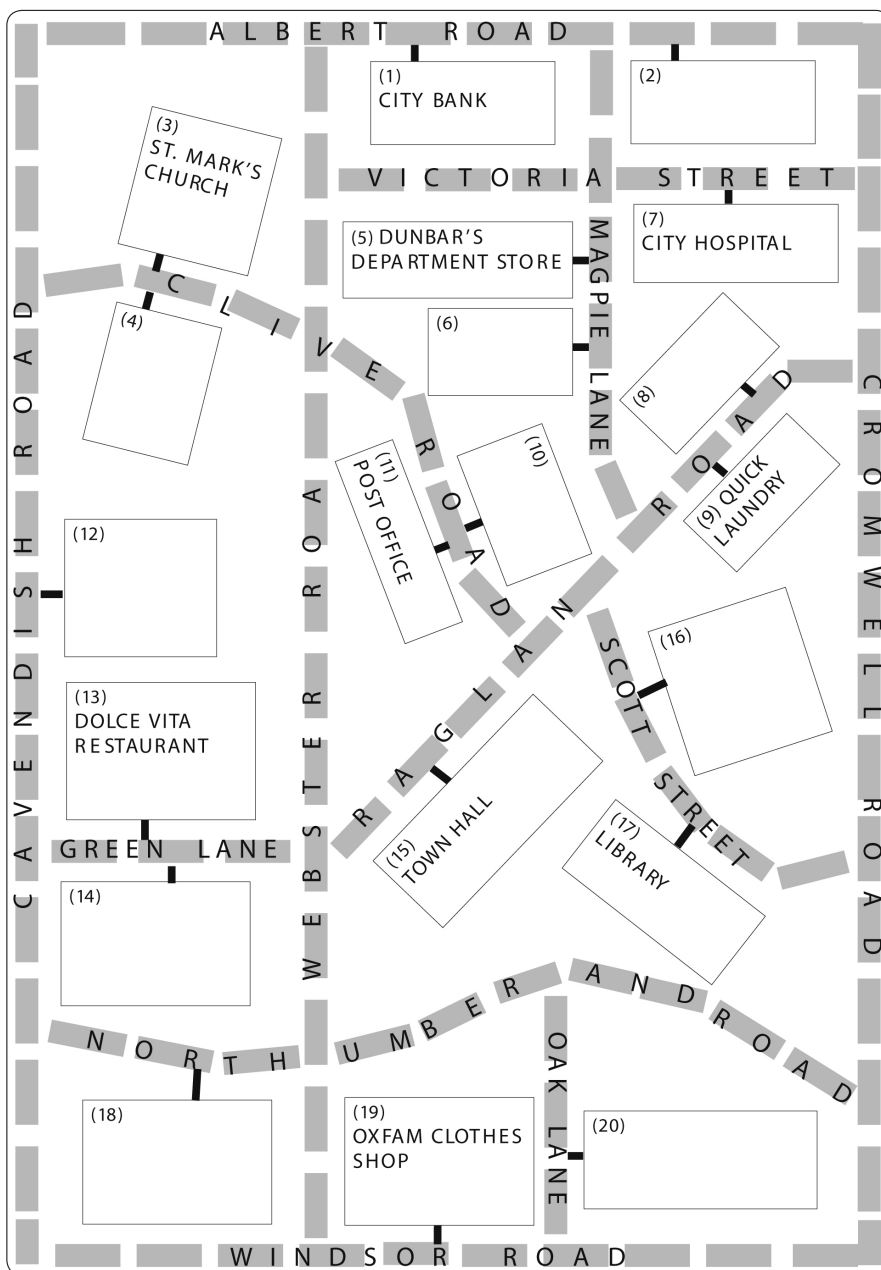 ALBERT ROAD
(1)
CITY BANK
(2)
(3)
ST. MARK'S
CHURCH
VICTORIA STREET
(5) DUNBAR'S
DEPARTMENT STORE
(7)
CITY HOSPITAL
MAGPIE LANE
CLIVE ROAD
(4)
(6)
(8)
(9) QUICK
LAUNDRY
(10)
(11)
POST OFFICE
CAVENDISH ROAD
WEBSTER ROA
CROMWELL ROAD
RAGLAN ROAD
(12)
(13)
DOLCE VITA
RESTAURANT
GREEN LANE
(14)
(15)
TOWN HALL
SCOTT STREET
(16)
(17)
LIBRARY
NORTHUMBER AND ROAD
OAK LANE
(18)
(19)
OXFAM CLOTHES
SHOP
(20)
WINDSOR ROAD